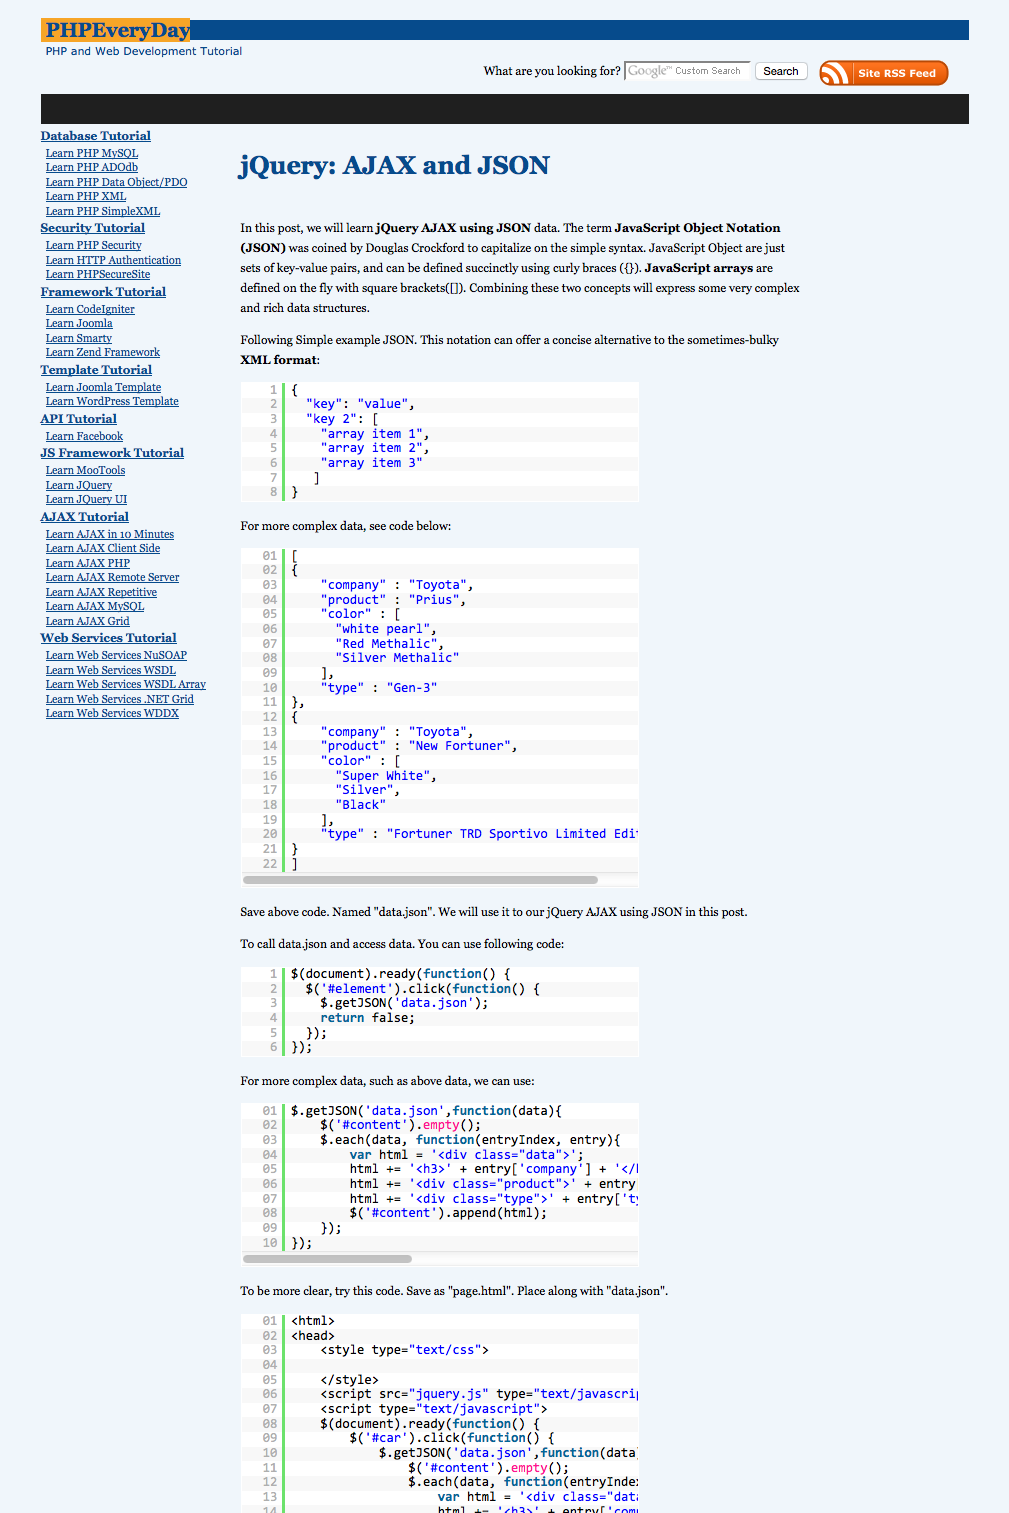 PHPEveryDay
PHP and Web Development Tutorial
What are you looking for? Google™ Custom Search Search Site RSS Feed
Database Tutorial
Learn PHP MySQL
Learn PHP ADOdb
Learn PHP Data Object/PDO
Learn PHP XML
Learn PHP SimpleXML
Security Tutorial
Learn PHP Security
Learn HTTP Authentication
Learn PHPSecureSite
Framework Tutorial
Learn CodeIgniter
Learn Joomla
Learn Smarty
Learn Zend Framework
Template Tutorial
Learn Joomla Template
Learn WordPress Template
API Tutorial
Learn Facebook
JS Framework Tutorial
Learn MooTools
Learn JQuery
Learn JQuery UI
AJAX Tutorial
Learn AJAX in 10 Minutes
Learn AJAX Client Side
Learn AJAX PHP
Learn AJAX Remote Server
Learn AJAX Repetitive
Learn AJAX MySQL
Learn AJAX Grid
Web Services Tutorial
Learn Web Services NuSOAP
Learn Web Services WSDL
Learn Web Services WSDL Array
Learn Web Services .NET Grid
Learn Web Services WDDX
jQuery: AJAX and JSON
In this post, we will learn jQuery AJAX using JSON data. The term JavaScript Object Notation
(JSON) was coined by Douglas Crockford to capitalize on the simple syntax. JavaScript Object are just
sets of key-value pairs, and can be defined succinctly using curly braces ({}). JavaScript arrays are
defined on the fly with square brackets([]). Combining these two concepts will express some very complex
and rich data structures.
Following Simple example JSON. This notation can offer a concise alternative to the sometimes-bulky
XML format:
1 {
2 "key": "value",
3 "key 2": [
4 "array item 1",
5 "array item 2",
6 "array item 3"
7 ]
8 }
For more complex data, see code below:
01 [
02 {
03 "company" : "Toyota",
04 "product" : "Prius",
05 "color" : [
06 "white pearl",
07 "Red Methalic",
08 "Silver Methalic"
09 ],
10 "type" : "Gen-3"
11 },
12 {
13 "company" : "Toyota",
14 "product" : "New Fortuner",
15 "color" : [
16 "Super White",
17 "Silver",
18 "Black"
19 ],
20 "type" : "Fortuner TRD Sportivo Limited
21 }
22 ]
Save above code. Named "data.json". We will use it to our jQuery AJAX using JSON in this post.
To call data.json and access data. You can use following code:
1 $(document).ready(function() {
2 $('#element').click(function() {
3 $.getJSON('data.json');
4 return false;
5 });
6 });
For more complex data, such as above data, we can use:
01 $.getJSON('data.json',function(data){
02 $('#content').empty();
03 $.each(data, function(entryIndex, entry){
04 var html = '<div class="data">';
05 html += '<h3>' + entry['company'] + '</
06 html += '<div class="product">' + entry
07 html += '<div class="type">' + entry['ty
08 $('#content').append(html);
09 });
10 });
To be more clear, try this code. Save as "page.html". Place along with "data.json".
01 <html>
02 <head>
03 <style type="text/css">
04
05 </style>
06 <script src="jquery.js" type="text/javascrip
07 <script type="text/javascript">
08 $(document).ready(function() {
09 $('#car').click(function() {
10 $.getJSON('data.json',function(data
11 $('#content').empty();
12 $.each(data, function(entryInde
13 var html = '<div class="data
14 html += '<h3>' + entry['com